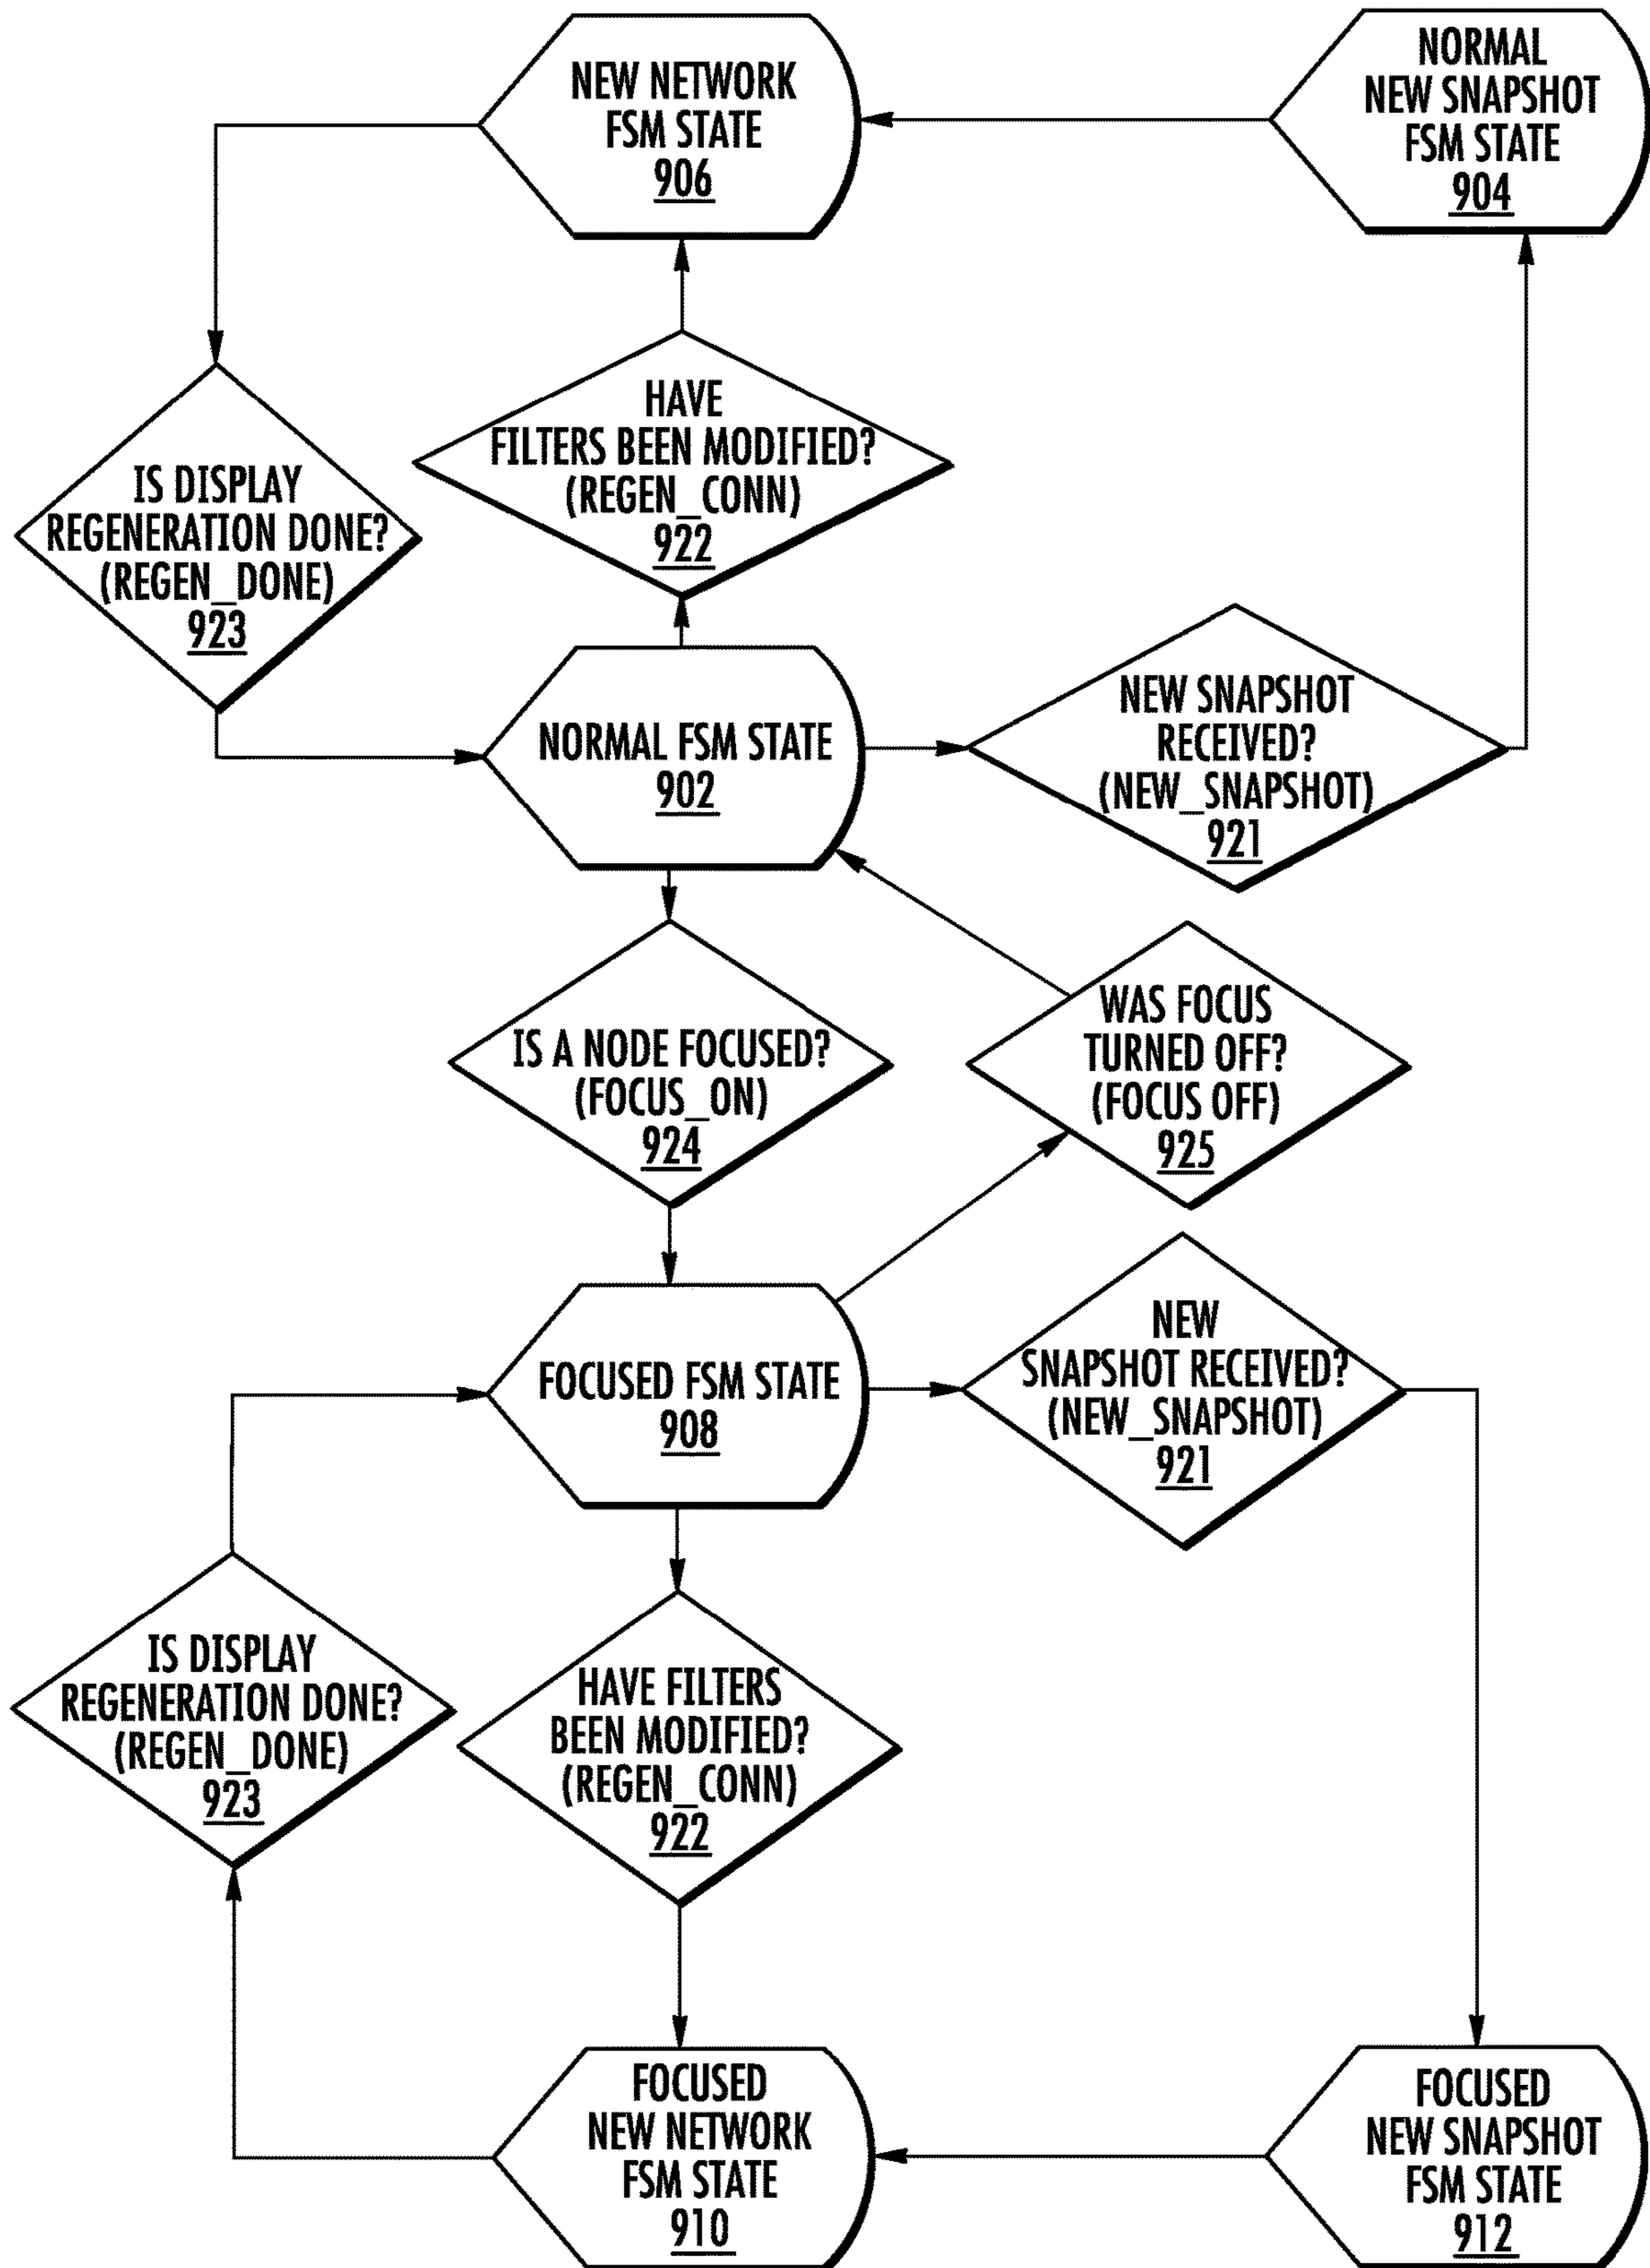 NEW NETWORK
FSM STATE
906
NORMAL
NEW SNAPSHOT
FSM STATE
904
HAVE
FILTERS BEEN MODIFIED?
(REGEN_CONN)
922
IS DISPLAY
REGENERATION DONE?
(REGEN_DONE)
923
NORMAL FSM STATE
902
NEW SNAPSHOT
RECEIVED?
(NEW_SNAPSHOT)
921
IS A NODE FOCUSED?
(FOCUS_ON)
924
WAS FOCUS
TURNED OFF?
(FOCUS OFF)
925
FOCUSED FSM STATE
908
NEW
SNAPSHOT RECEIVED?
(NEW_SNAPSHOT)
921
IS DISPLAY
REGENERATION DONE?
(REGEN_DONE)
923
HAVE FILTERS
BEEN MODIFIED?
(REGEN_CONN)
922
FOCUSED
NEW NETWORK
FSM STATE
910
FOCUSED
NEW SNAPSHOT
FSM STATE
912